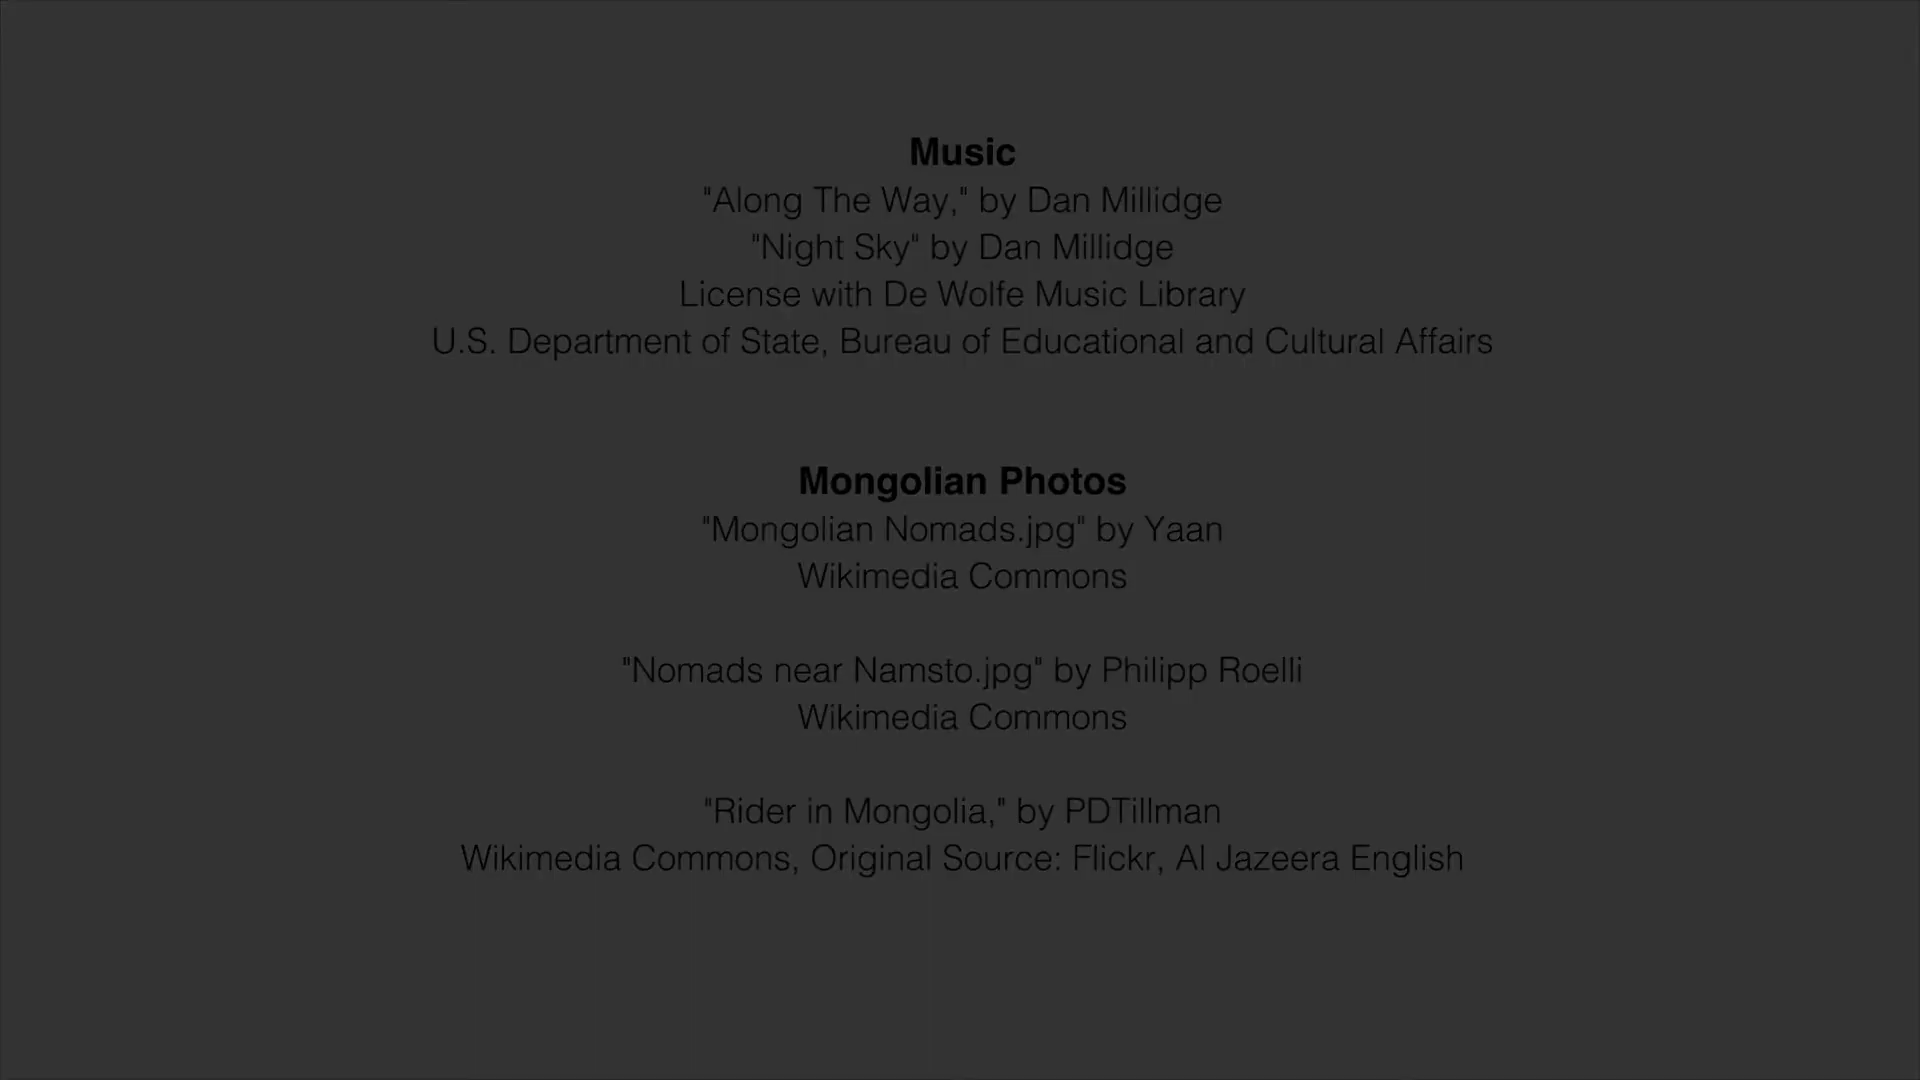 Music
"Along The Way," by Dan Millidge
"Night Sky" by Dan Millidge
License with De Wolfe Music Library
U.S. Department of State, Bureau of Educational and Cultural Affairs
Mongolian Photos
"Mongolian Nomads.jpg" by Yaan
Wikimedia Commons
"Nomads near Namsto.jpg" by Philipp Roelli
Wikimedia Commons
"Rider in Mongolia," by PDTillman
Wikimedia Commons, Original Source: Flickr, Al Jazeera English